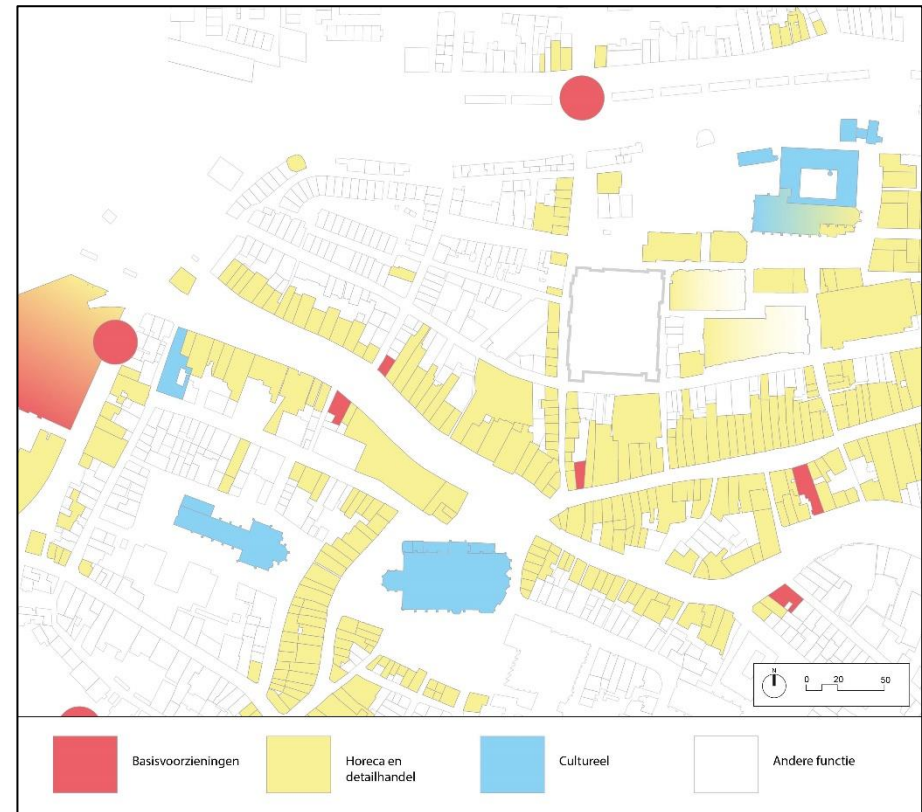 N
0 20 50
Basisvoorzieningen
Horeca en
detailhandel
Cultureel
Andere functie